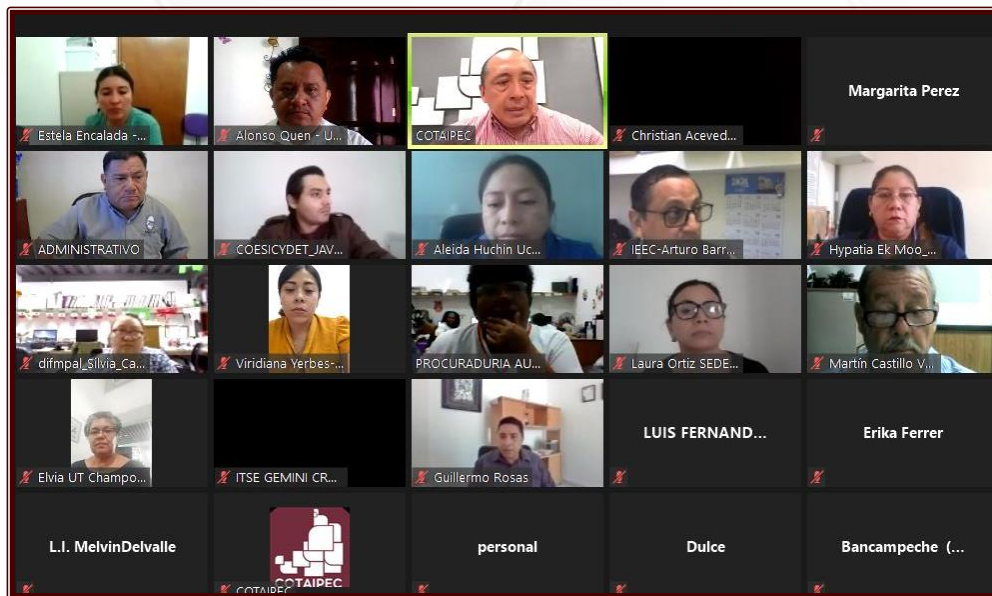 Estela Encalada -...
Alonso Quen - U...
COTAIPEC
Christian Aceved...
Margarita Perez
ADMINISTRATIVO
COESICYDET_JAV...
Aleida Huchin Uc...
IEEC-Arturo Barr...
Hypatia Ek Moo_...
difmpal_Silvia_Ca...
Viridiana Yerbes-...
PROCURADURIA AU...
Laura Ortiz SEDE...
Martín Castillo V...
Elvia UT Champo...
ITSE GEMINI CR...
Guillermo Rosas
LUIS FERNAND...
Erika Ferrer
L.I. MelvinDelvalle
COTAIPEC
COTAIPEC
personal
Dulce
Bancampeche (...